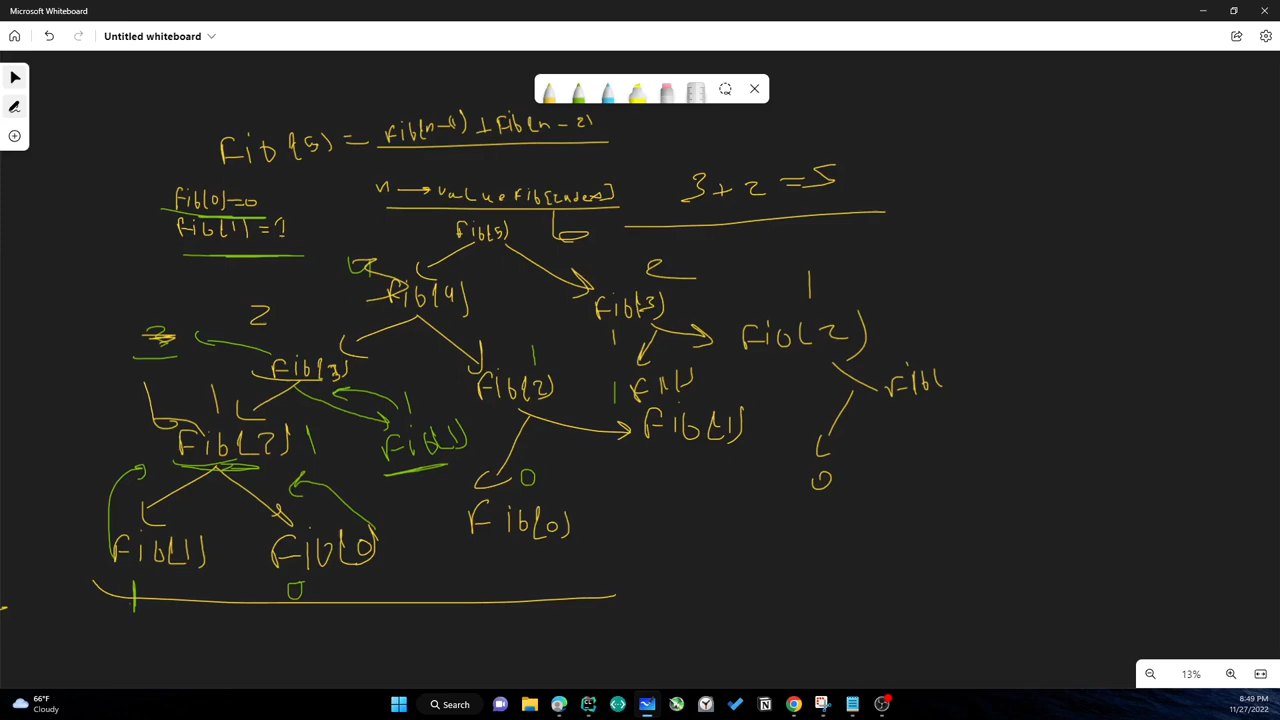 Microsoft Whiteboard
Untitled whiteboard
Fib(5) = Fib(n-1) + Fib(n-2)
3 + 2 = 5
Fib(0)=0
n → value Fib[index]
Fib(1) =
Fib(5)
2
Fib(4)
Fib(3)
1
2
Fib(2)
Fib(3)
1
1
Fib(2)
1
Fib(
1
1
1
Fib(1)
Fib(2)
1
Fib(1)
0
0
Fib(0)
Fib(1)
Fib(0)
1
0
13%
66°F
Cloudy
Search
8:49 PM
11/27/2022